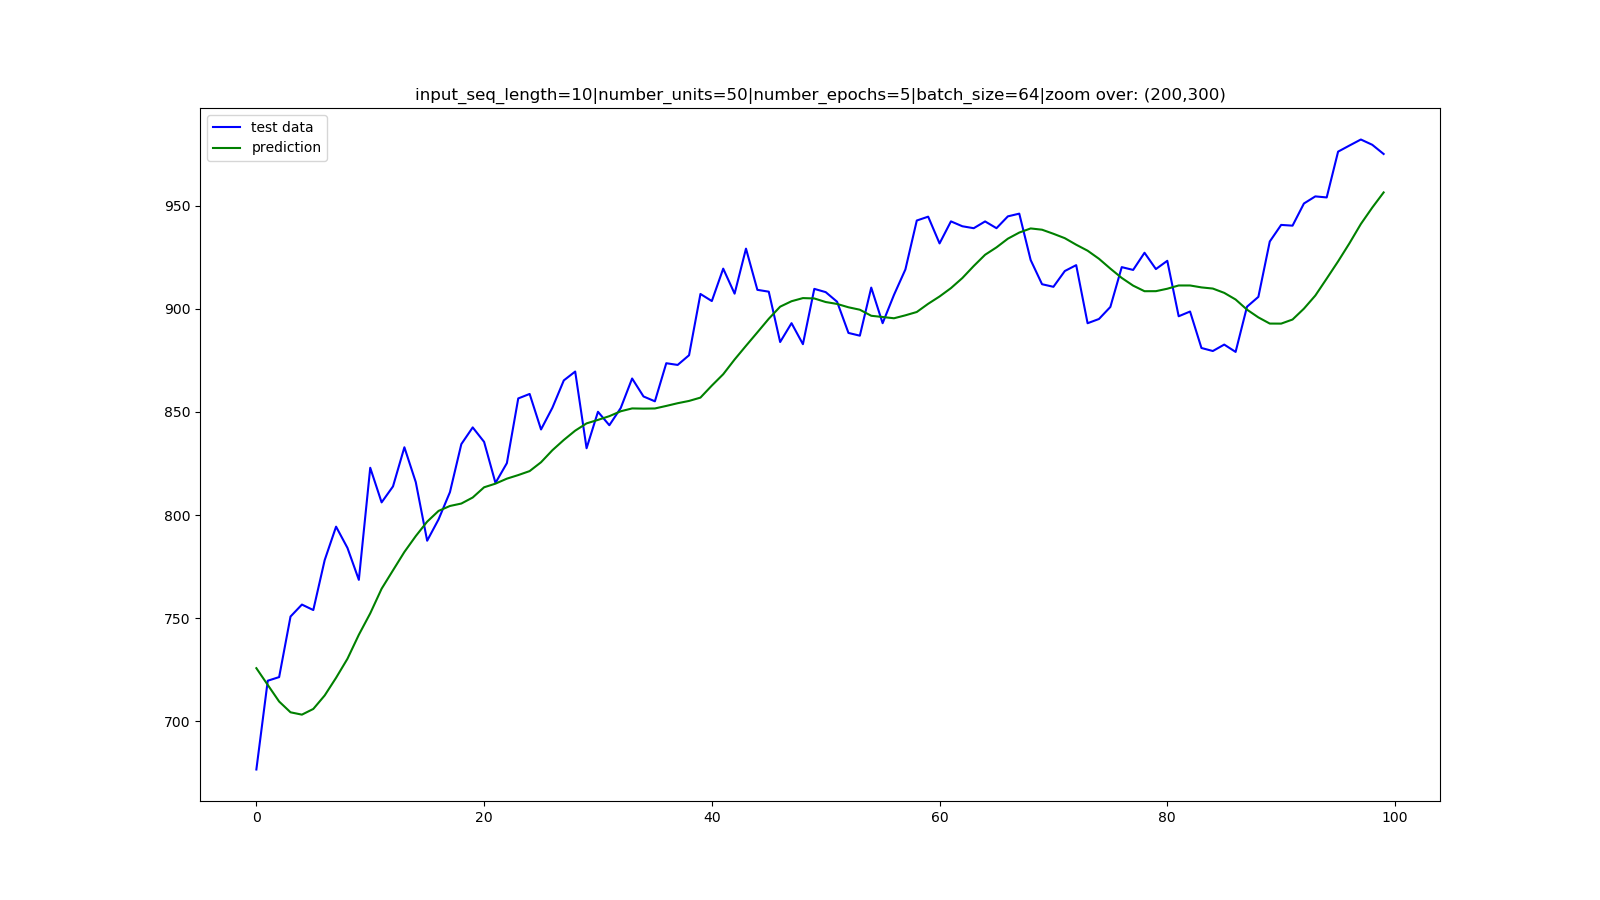 input_seq_length=10|number_units=50|number_epochs=5|batch_size=64|zoom over: (200,300)
test data
prediction
950
900
850
800
750
700
0 20 40 60 80 100